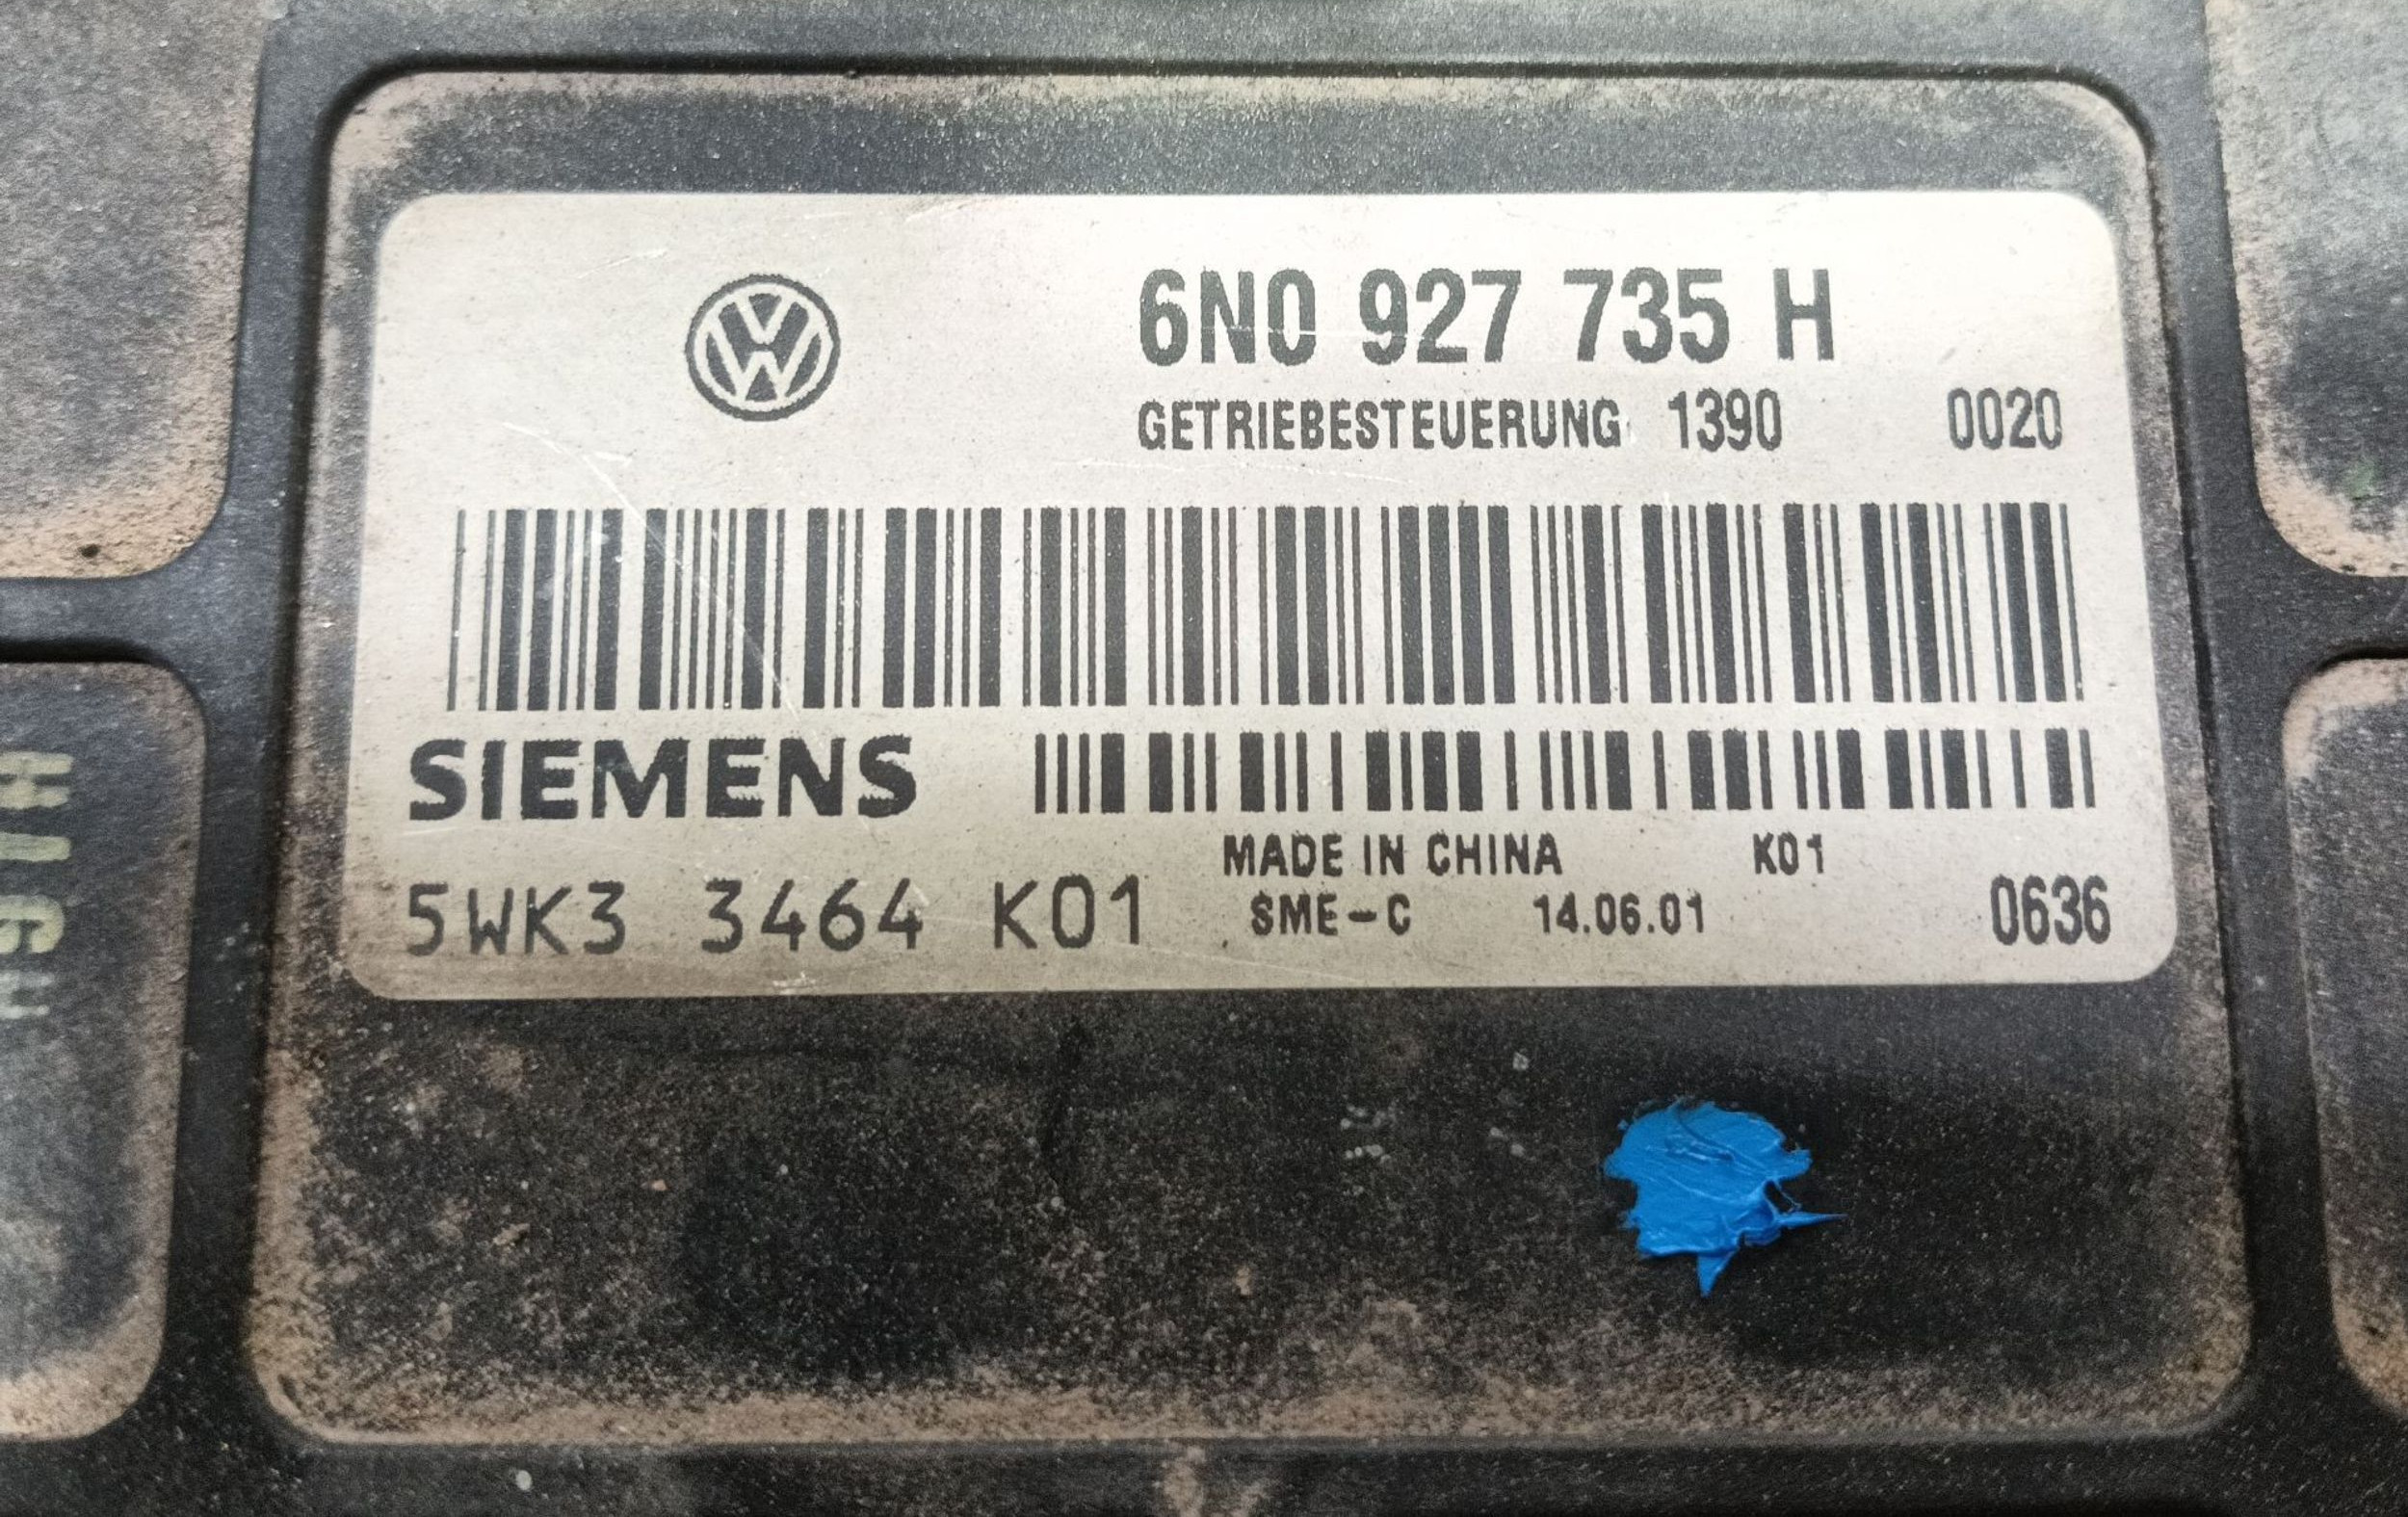 6N0 927 735 H
GETRIEBESTEUERUNG 1390 0020
SIEMENS
MADE IN CHINA K01
5WK3 3464 K01 SME-C 14.06.01 0636